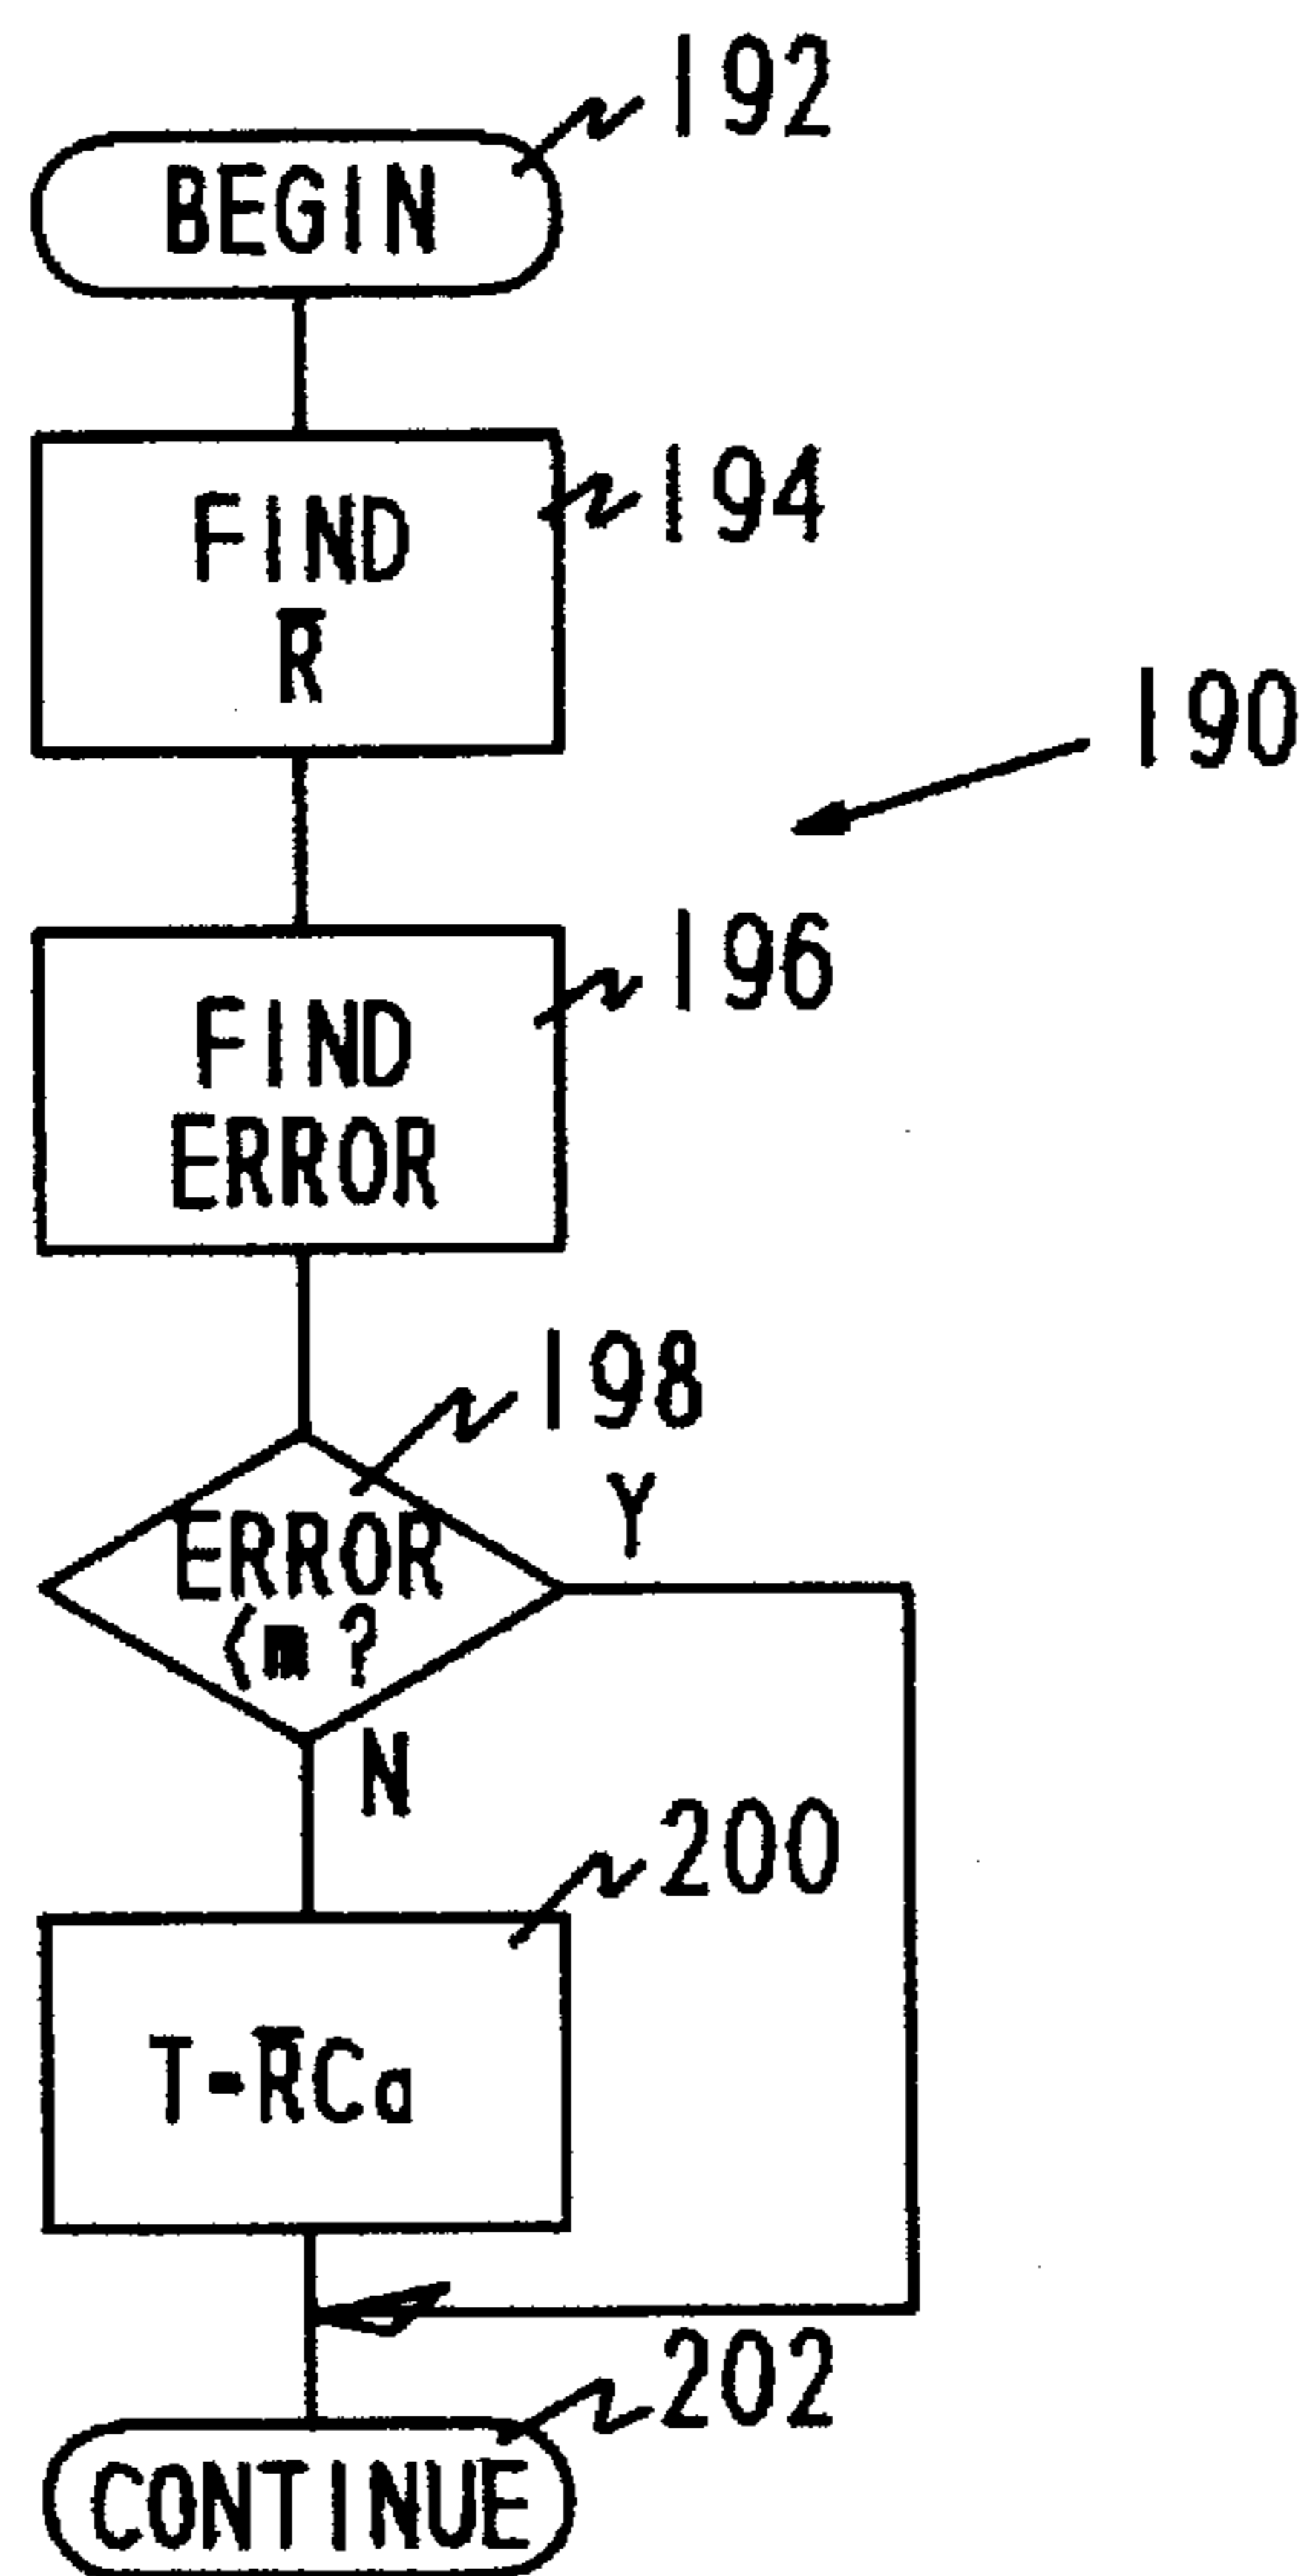 192
BEGIN
194
FIND
R̅
190
196
FIND
ERROR
198
Y
ERROR
<m ?
N
200
T=R̅Ca
202
CONTINUE